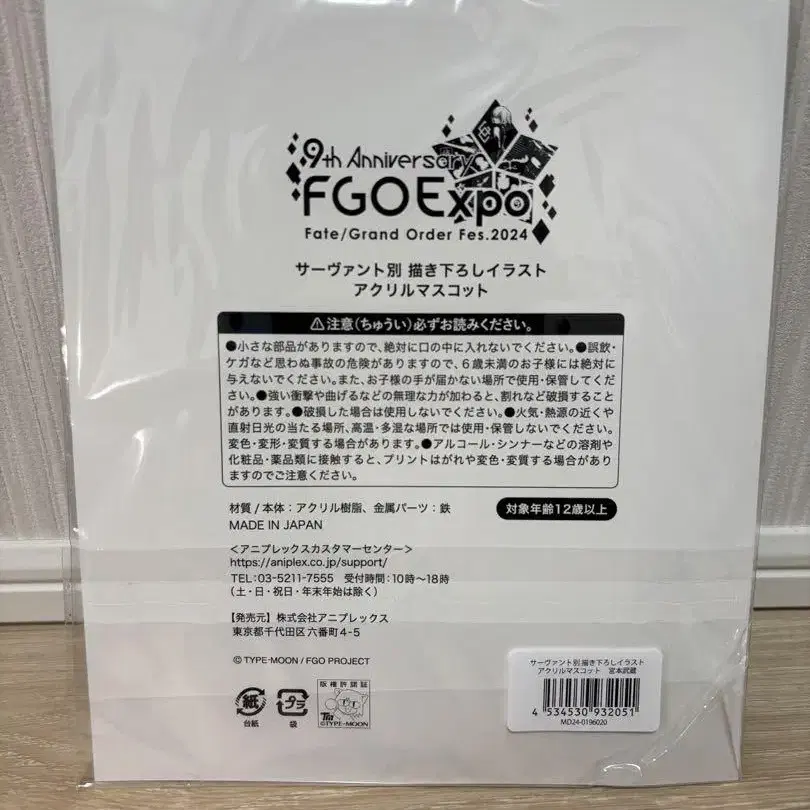 9th Anniversary
FGO Expo
Fate/Grand Order Fes.2024
サーヴァント別 描き下ろしイラスト
アクリルマスコット
⚠注意(ちゅうい)必ずお読みください。
●小さな部品がありますので、絶対に口の中に入れないでください。●誤飲・
ケガなど思わぬ事故の危険がありますので、6歳未満のお子様には絶対に
与えないでください。また、お子様の手が届かない場所で使用・保管してくだ
さい。●強い衝撃や曲げるなどの無理な力が加わると、割れなど破損すること
があります。●破損した場合は使用しないでください。●火気・熱源の近くや
直射日光の当たる場所、高温・多湿な場所では使用・保管しないでください。
変色・変形・変質する場合があります。●アルコール・シンナーなどの溶剤や
化粧品・薬品類に接触すると、プリントはがれや変色・変質する場合があり
ますのでご注意ください。
材質/本体:アクリル樹脂、金属パーツ:鉄
MADE IN JAPAN
対象年齢12歳以上
<アニプレックスカスタマーセンター>
https://aniplex.co.jp/support/
TEL:03-5211-7555 受付時間:10時~18時
(土・日・祝日・年末年始は除く)
【発売元】株式会社アニプレックス
東京都千代田区六番町4-5
© TYPE-MOON / FGO PROJECT
紙
台紙
プラ
袋
版権許諾証
TM
©TYPE-MOON
サーヴァント別 描き下ろしイラスト
アクリルマスコット 宮本武蔵
4 534530 932051
MD24-0196020